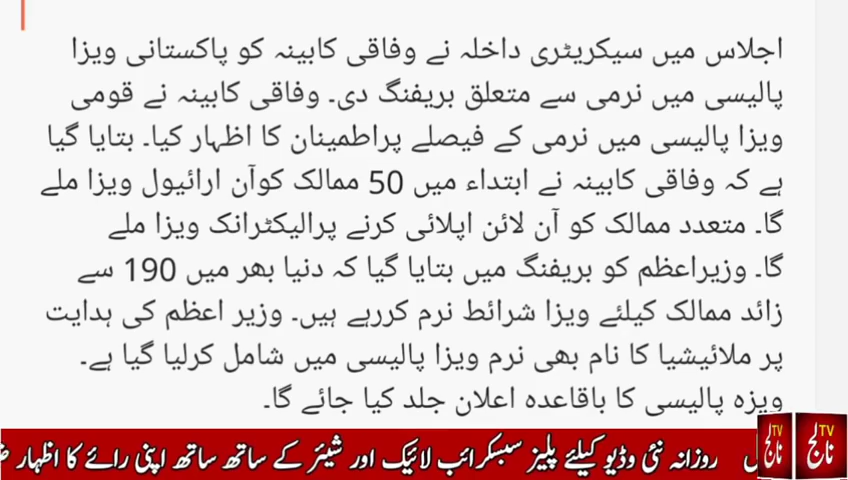 اجلاس میں سیکریٹری داخلہ نے وفاقی کابینہ کو پاکستانی ویزا
پالیسی میں نرمی سے متعلق بریفنگ دی۔ وفاقی کابینہ نے قومی
ویزا پالیسی میں نرمی کے فیصلے پراطمینان کا اظہار کیا۔ بتایا گیا
ہے کہ وفاقی کابینہ نے ابتداء میں 50 ممالک کوآن ارائیول ویزا ملے
گا۔ متعدد ممالک کو آن لائن اپلائی کرنے پرالیکٹرانک ویزا ملے
گا۔ وزیراعظم کو بریفنگ میں بتایا گیا کہ دنیا بھر میں 190 سے
زائد ممالک کیلئے ویزا شرائط نرم کررہے ہیں۔ وزیر اعظم کی ہدایت
پر ملائیشیا کا نام بھی نرم ویزا پالیسی میں شامل کرلیا گیا ہے۔
ویزہ پالیسی کا باقاعدہ اعلان جلد کیا جائے گا۔
روزانہ نئی وڈیو کیلئے پلیز سبسکرائب لائیک اور شیئر کے ساتھ ساتھ اپنی رائے کا اظہار
TV نالج
TV نالج